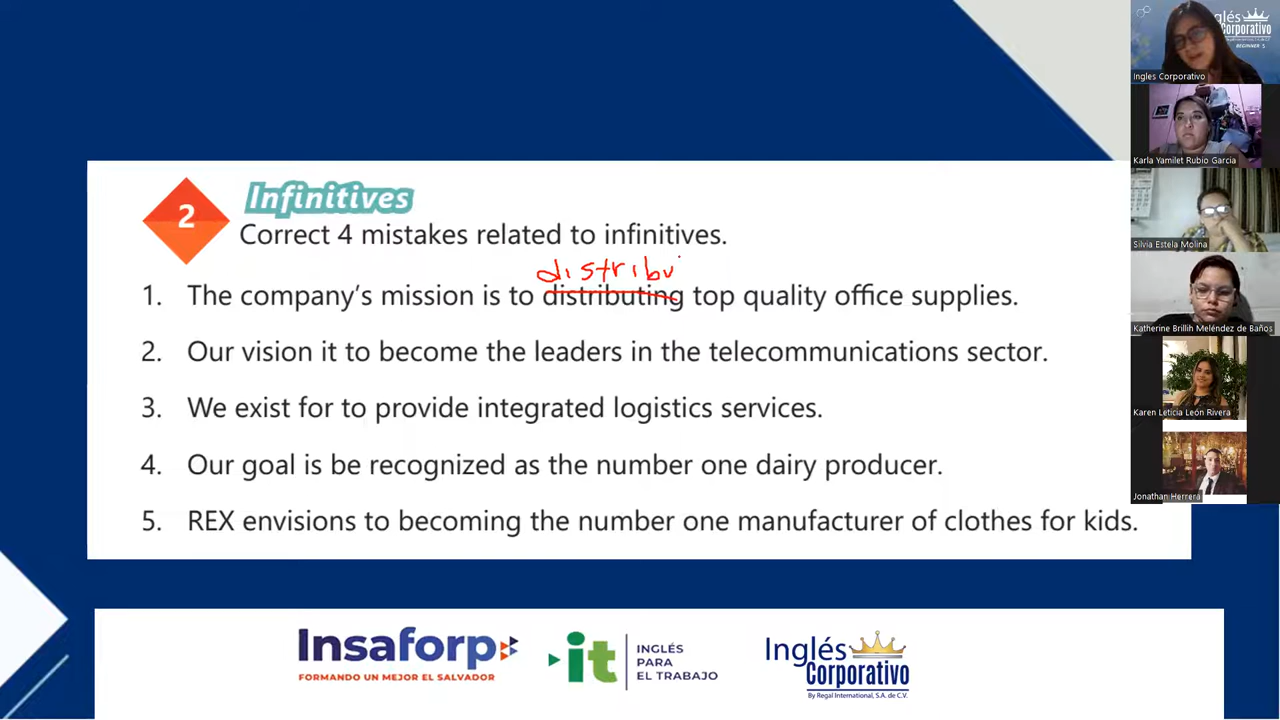 2
Infinitives
Correct 4 mistakes related to infinitives.
distribu
1. The company's mission is to distributing top quality office supplies.
2. Our vision it to become the leaders in the telecommunications sector.
3. We exist for to provide integrated logistics services.
4. Our goal is be recognized as the number one dairy producer.
5. REX envisions to becoming the number one manufacturer of clothes for kids.
Insaforp
FORMANDO UN MEJOR EL SALVADOR
it
INGLÉS
PARA
EL TRABAJO
Inglés
Corporativo
By Regal International, S.A. de C.V.
glés
Corporativo
BEGINNER 5
Ingles Corporativo
Karla Yamilet Rubio Garcia
Silvia Estela Molina
Katherine Brillih Meléndez de Baños
Karen Leticia León Rivera
Jonathan Herrera